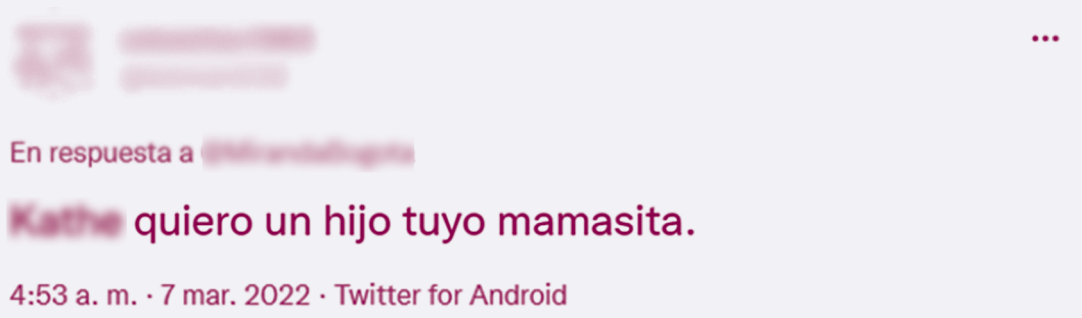 En respuesta a
quiero un hijo tuyo mamasita.
4:53 a. m. · 7 mar. 2022 · Twitter for Android